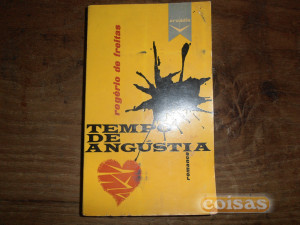 rogério de freitas
TEMPO
DE
ANGÚSTIA
romance
coisas